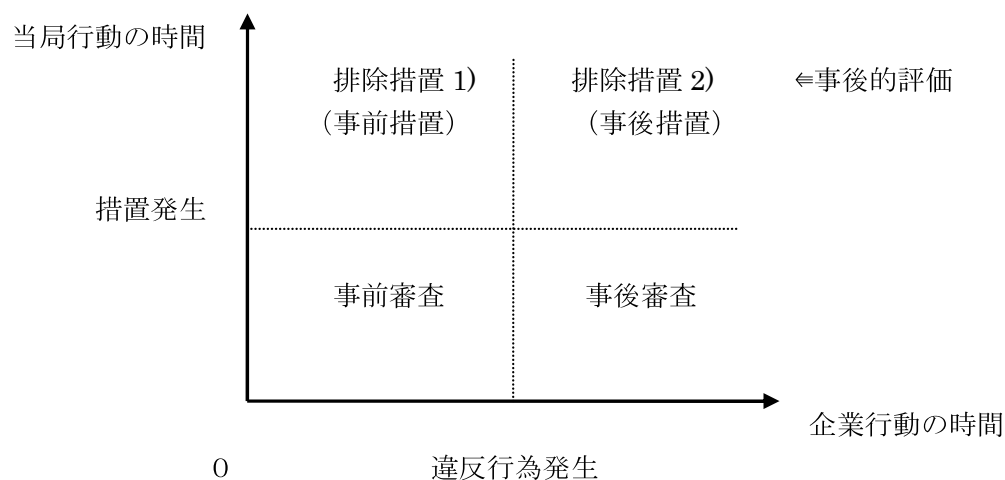 当局行動の時間
排除措置 1) 排除措置 2) ⇐事後的評価
（事前措置） （事後措置）
措置発生
事前審査 事後審査
企業行動の時間
0 違反行為発生